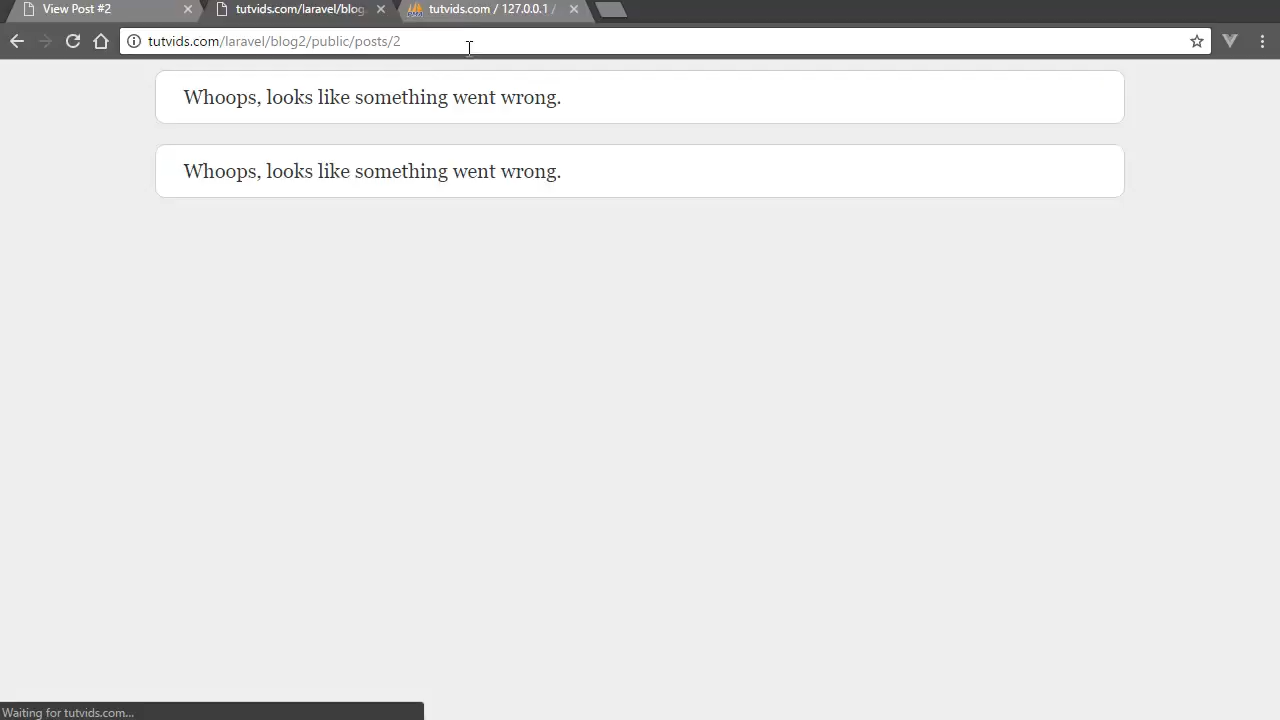 View Post #2
tutvids.com/laravel/blog
tutvids.com / 127.0.0.1 /
tutvids.com/laravel/blog2/public/posts/2
Whoops, looks like something went wrong.
Whoops, looks like something went wrong.
Waiting for tutvids.com...